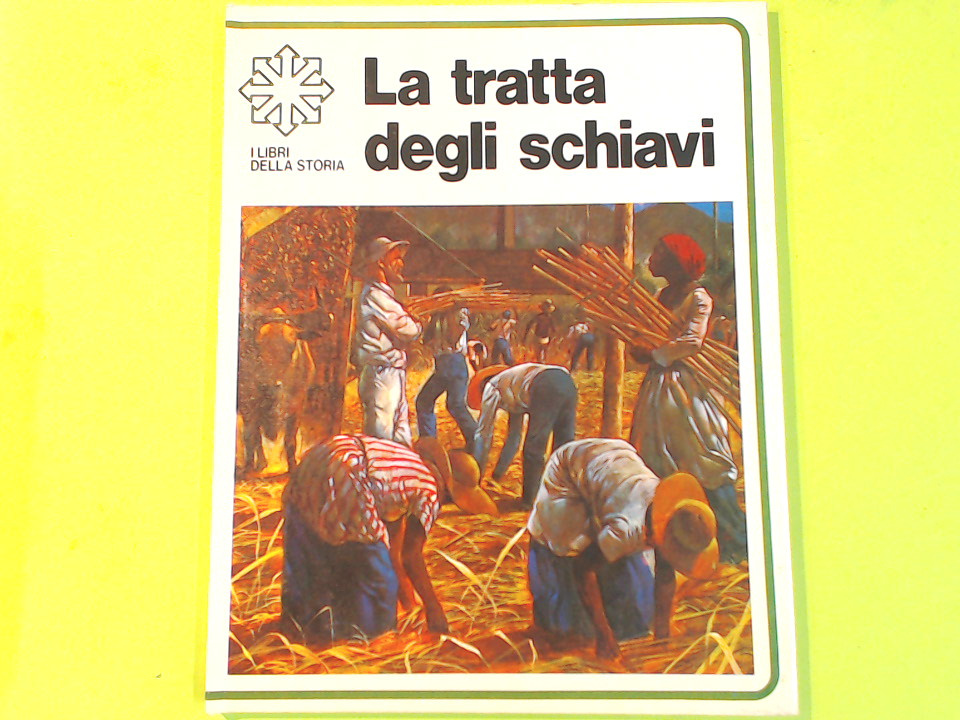 La tratta
degli schiavi
I LIBRI
DELLA STORIA